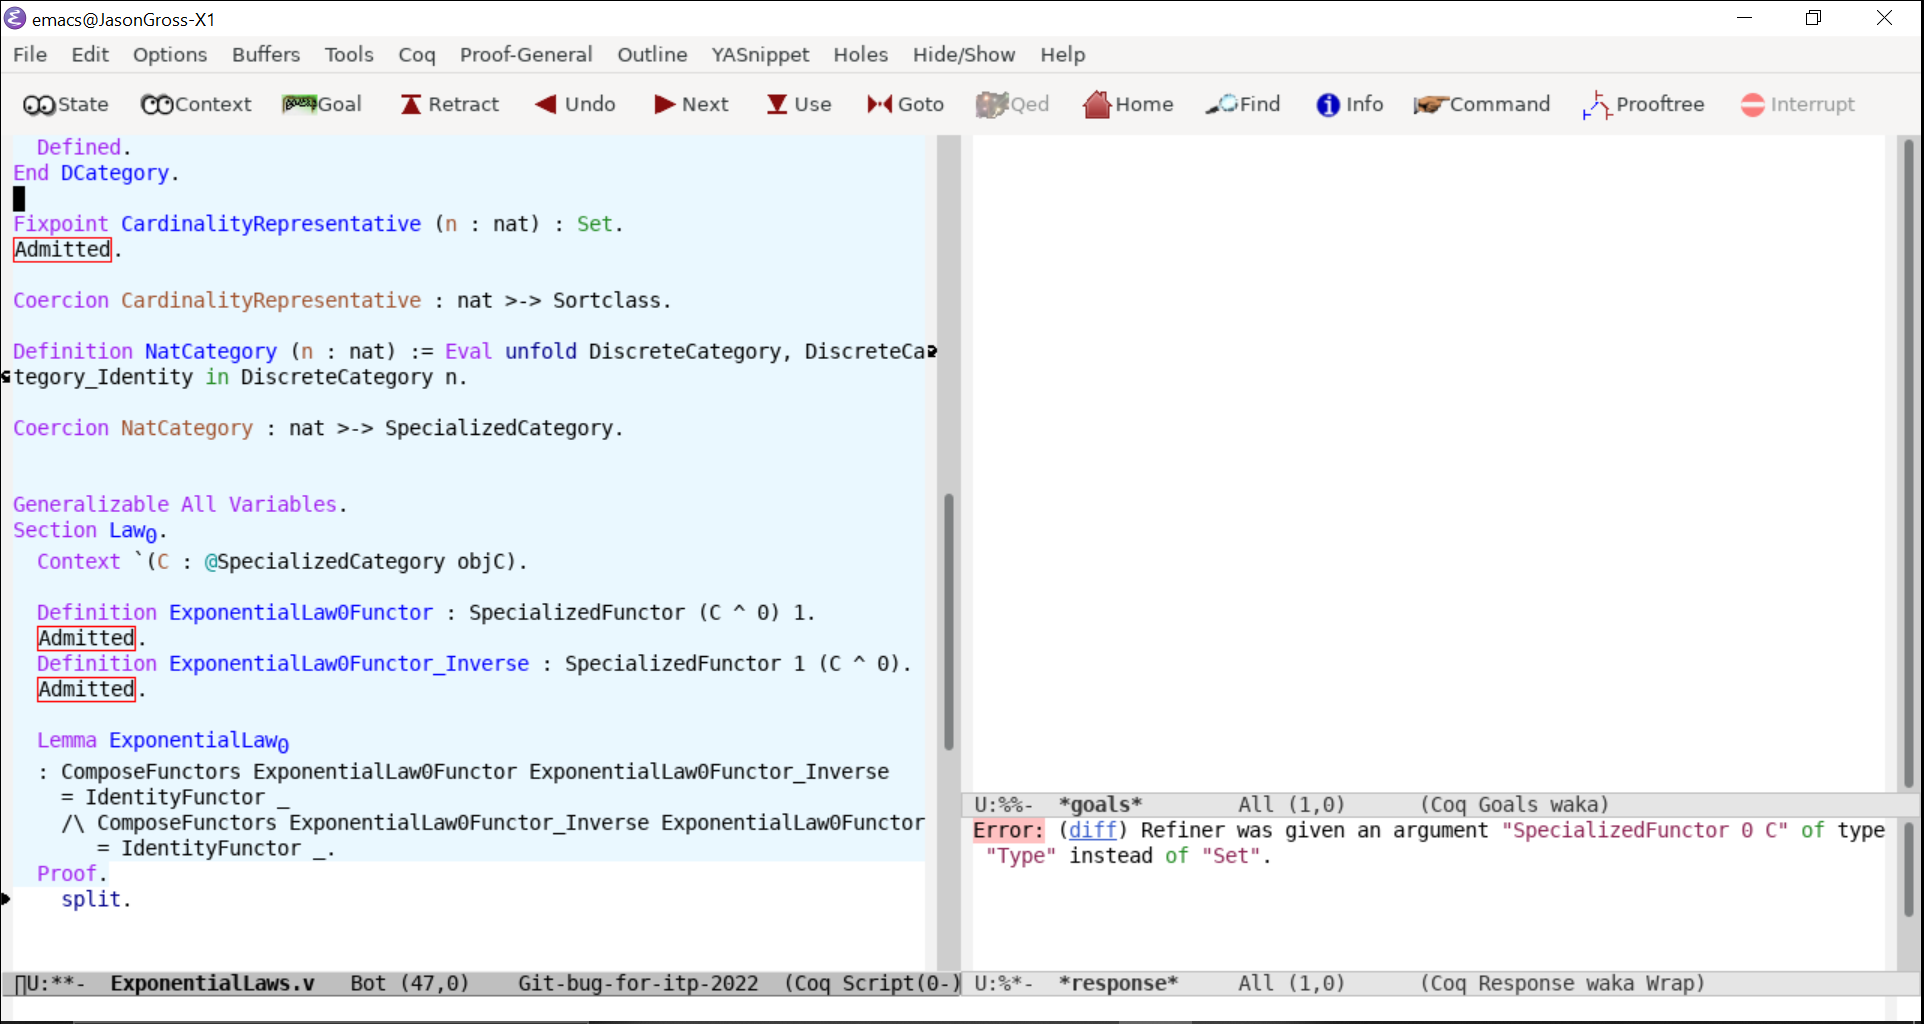 emacs@JasonGross-X1
File Edit Options Buffers Tools Coq Proof-General Outline YASnippet Holes Hide/Show Help
State Context Goal Retract Undo Next Use Goto Qed Home Find Info Command Prooftree Interrupt
Defined.
End DCategory.
Fixpoint CardinalityRepresentative (n : nat) : Set.
Admitted.
Coercion CardinalityRepresentative : nat >-> Sortclass.
Definition NatCategory (n : nat) := Eval unfold DiscreteCategory, DiscreteCa
tegory_Identity in DiscreteCategory n.
Coercion NatCategory : nat >-> SpecializedCategory.
Generalizable All Variables.
Section Law₀.
Context `(C : @SpecializedCategory objC).
Definition ExponentialLaw0Functor : SpecializedFunctor (C ^ 0) 1.
Admitted.
Definition ExponentialLaw0Functor_Inverse : SpecializedFunctor 1 (C ^ 0).
Admitted.
Lemma ExponentialLaw₀
: ComposeFunctors ExponentialLaw0Functor ExponentialLaw0Functor_Inverse
= IdentityFunctor _
/\ ComposeFunctors ExponentialLaw0Functor_Inverse ExponentialLaw0Functor
= IdentityFunctor _.
Proof.
split.
U:**- ExponentialLaws.v Bot (47,0) Git-bug-for-itp-2022 (Coq Script(0-)
U:%%- *goals* All (1,0) (Coq Goals waka)
Error: (diff) Refiner was given an argument "SpecializedFunctor 0 C" of type
"Type" instead of "Set".
U:%*- *response* All (1,0) (Coq Response waka Wrap)